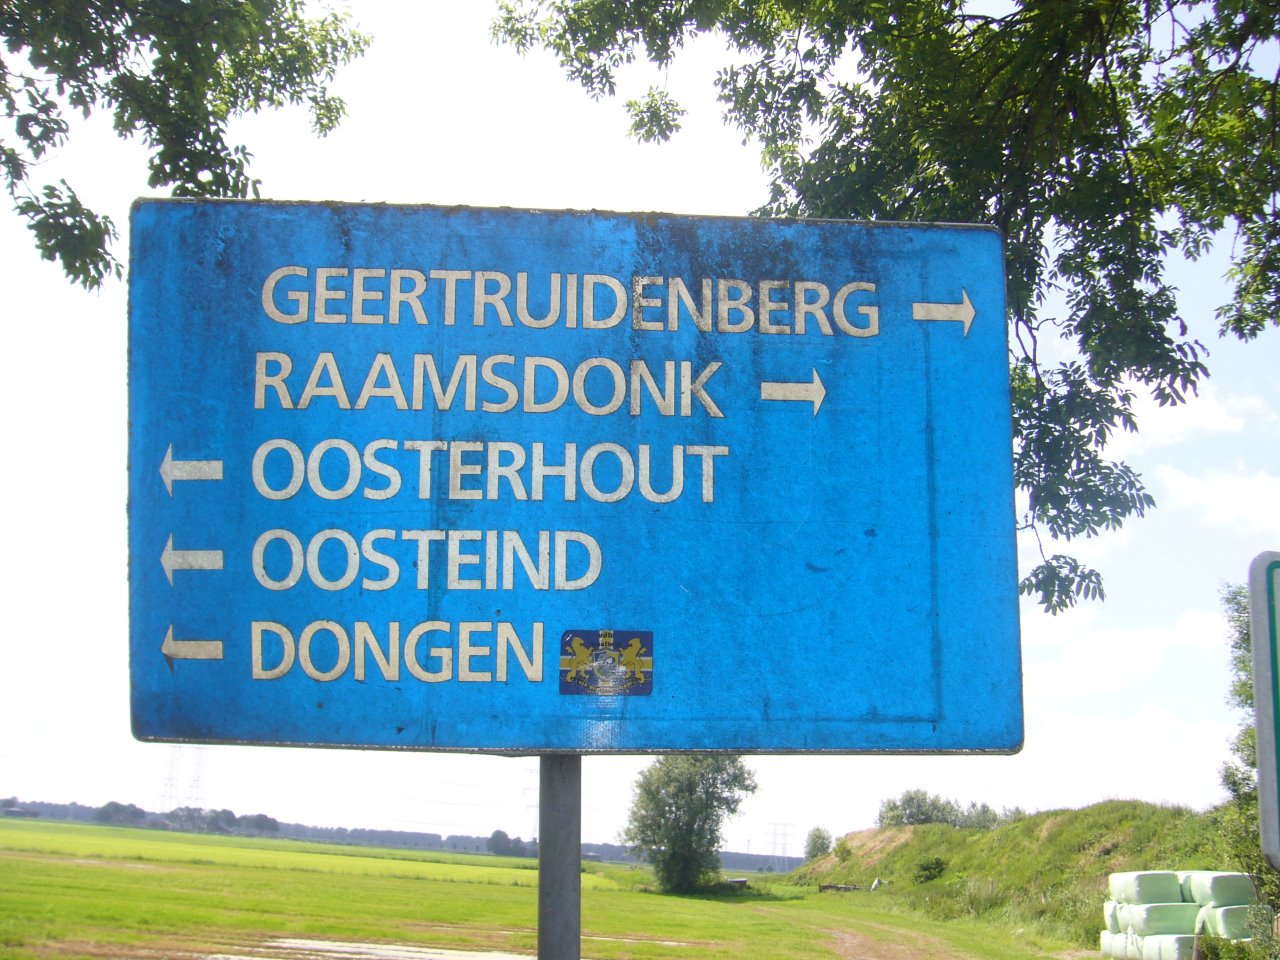 GEERTRUIDENBERG
RAAMSDONK
OOSTERHOUT
OOSTEIND
DONGEN